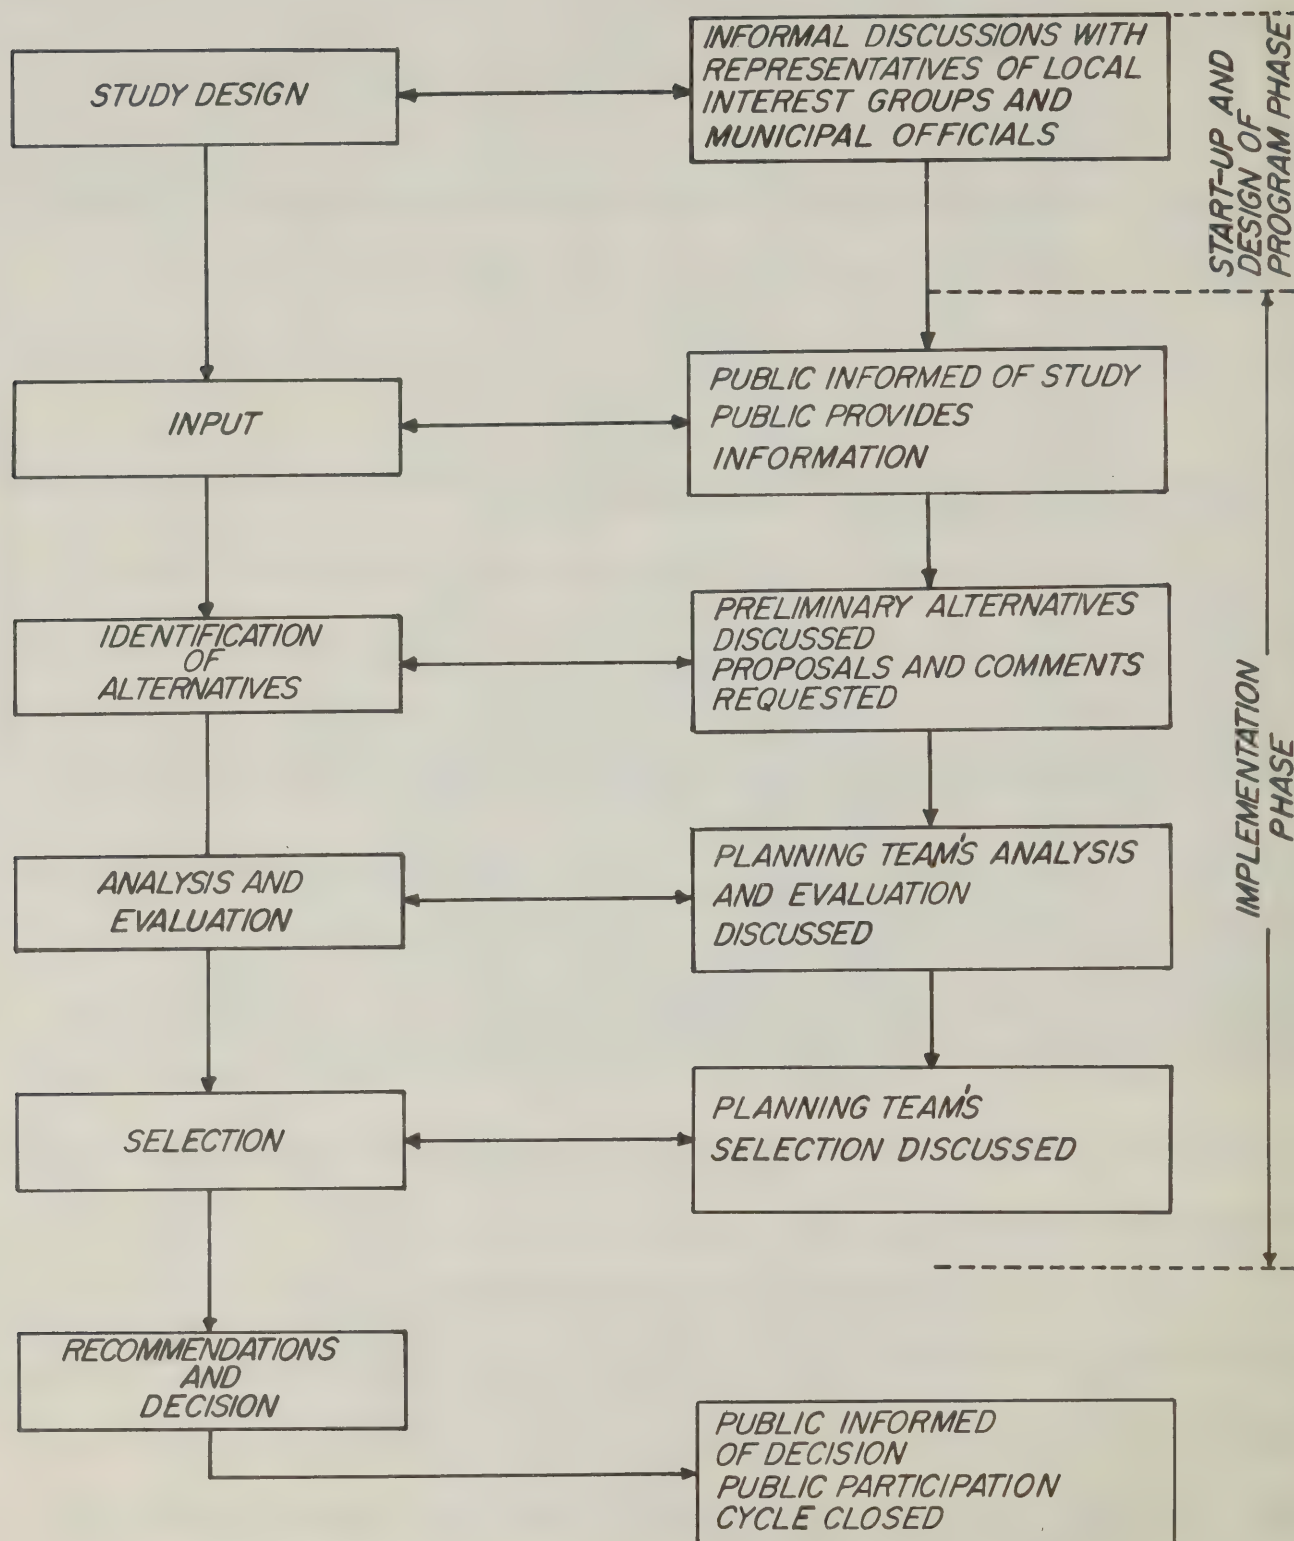 STUDY DESIGN
INFORMAL DISCUSSIONS WITH
REPRESENTATIVES OF LOCAL
INTEREST GROUPS AND
MUNICIPAL OFFICIALS
START-UP AND
DESIGN OF
PROGRAM PHASE
INPUT
PUBLIC INFORMED OF STUDY
PUBLIC PROVIDES
INFORMATION
IDENTIFICATION
OF
ALTERNATIVES
PRELIMINARY ALTERNATIVES
DISCUSSED
PROPOSALS AND COMMENTS
REQUESTED
IMPLEMENTATION
PHASE
ANALYSIS AND
EVALUATION
PLANNING TEAM'S ANALYSIS
AND EVALUATION
DISCUSSED
SELECTION
PLANNING TEAM'S
SELECTION DISCUSSED
RECOMMENDATIONS
AND
DECISION
PUBLIC INFORMED
OF DECISION
PUBLIC PARTICIPATION
CYCLE CLOSED